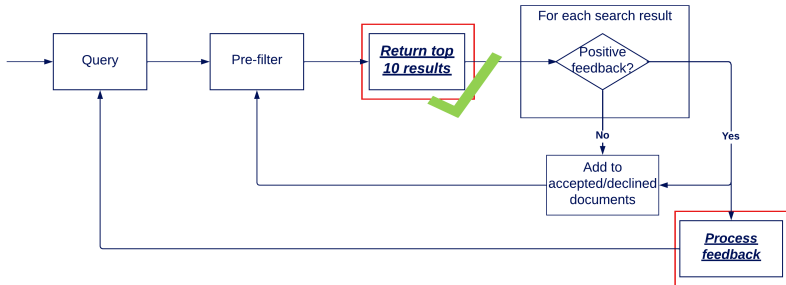 For each search result
Query
Pre-filter
Return top
10 results
Positive
feedback?
No
Yes
Add to
accepted/declined
documents
Process
feedback